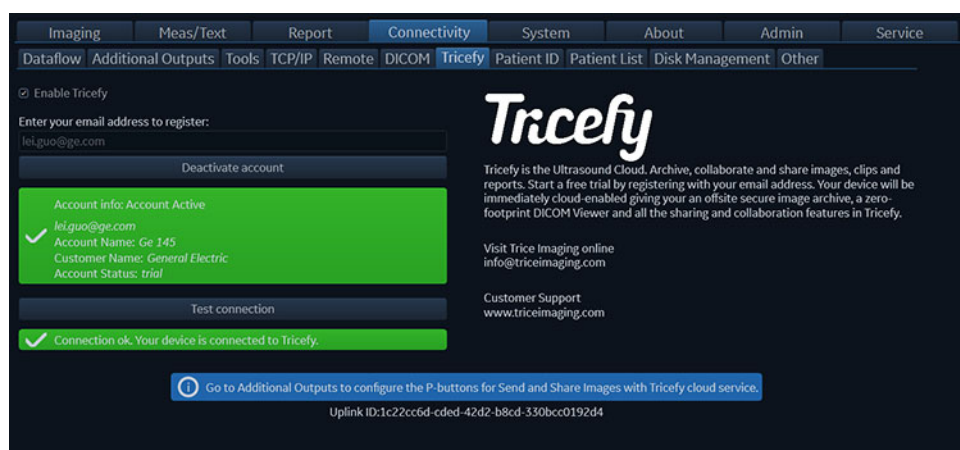 Imaging Meas/Text Report Connectivity System About Admin Service
Dataflow Additional Outputs Tools TCP/IP Remote DICOM Tricefy Patient ID Patient List Disk Management Other
Enable Tricefy
Enter your email address to register:
lei.guo@ge.com
Deactivate account
Account info: Account Active
lei.guo@ge.com
Account Name: Ge 145
Customer Name: General Electric
Account Status: trial
Test connection
Connection ok. Your device is connected to Tricefy.
Tricefy
Tricefy is the Ultrasound Cloud. Archive, collaborate and share images, clips and
reports. Start a free trial by registering with your email address. Your device will be
immediately cloud-enabled giving your an offsite secure image archive, a zero-
footprint DICOM Viewer and all the sharing and collaboration features in Tricefy.
Visit Trice Imaging online
info@triceimaging.com
Customer Support
www.triceimaging.com
Go to Additional Outputs to configure the P-buttons for Send and Share Images with Tricefy cloud service.
Uplink ID:1c22cc6d-cded-42d2-b8cd-330bcc0192d4